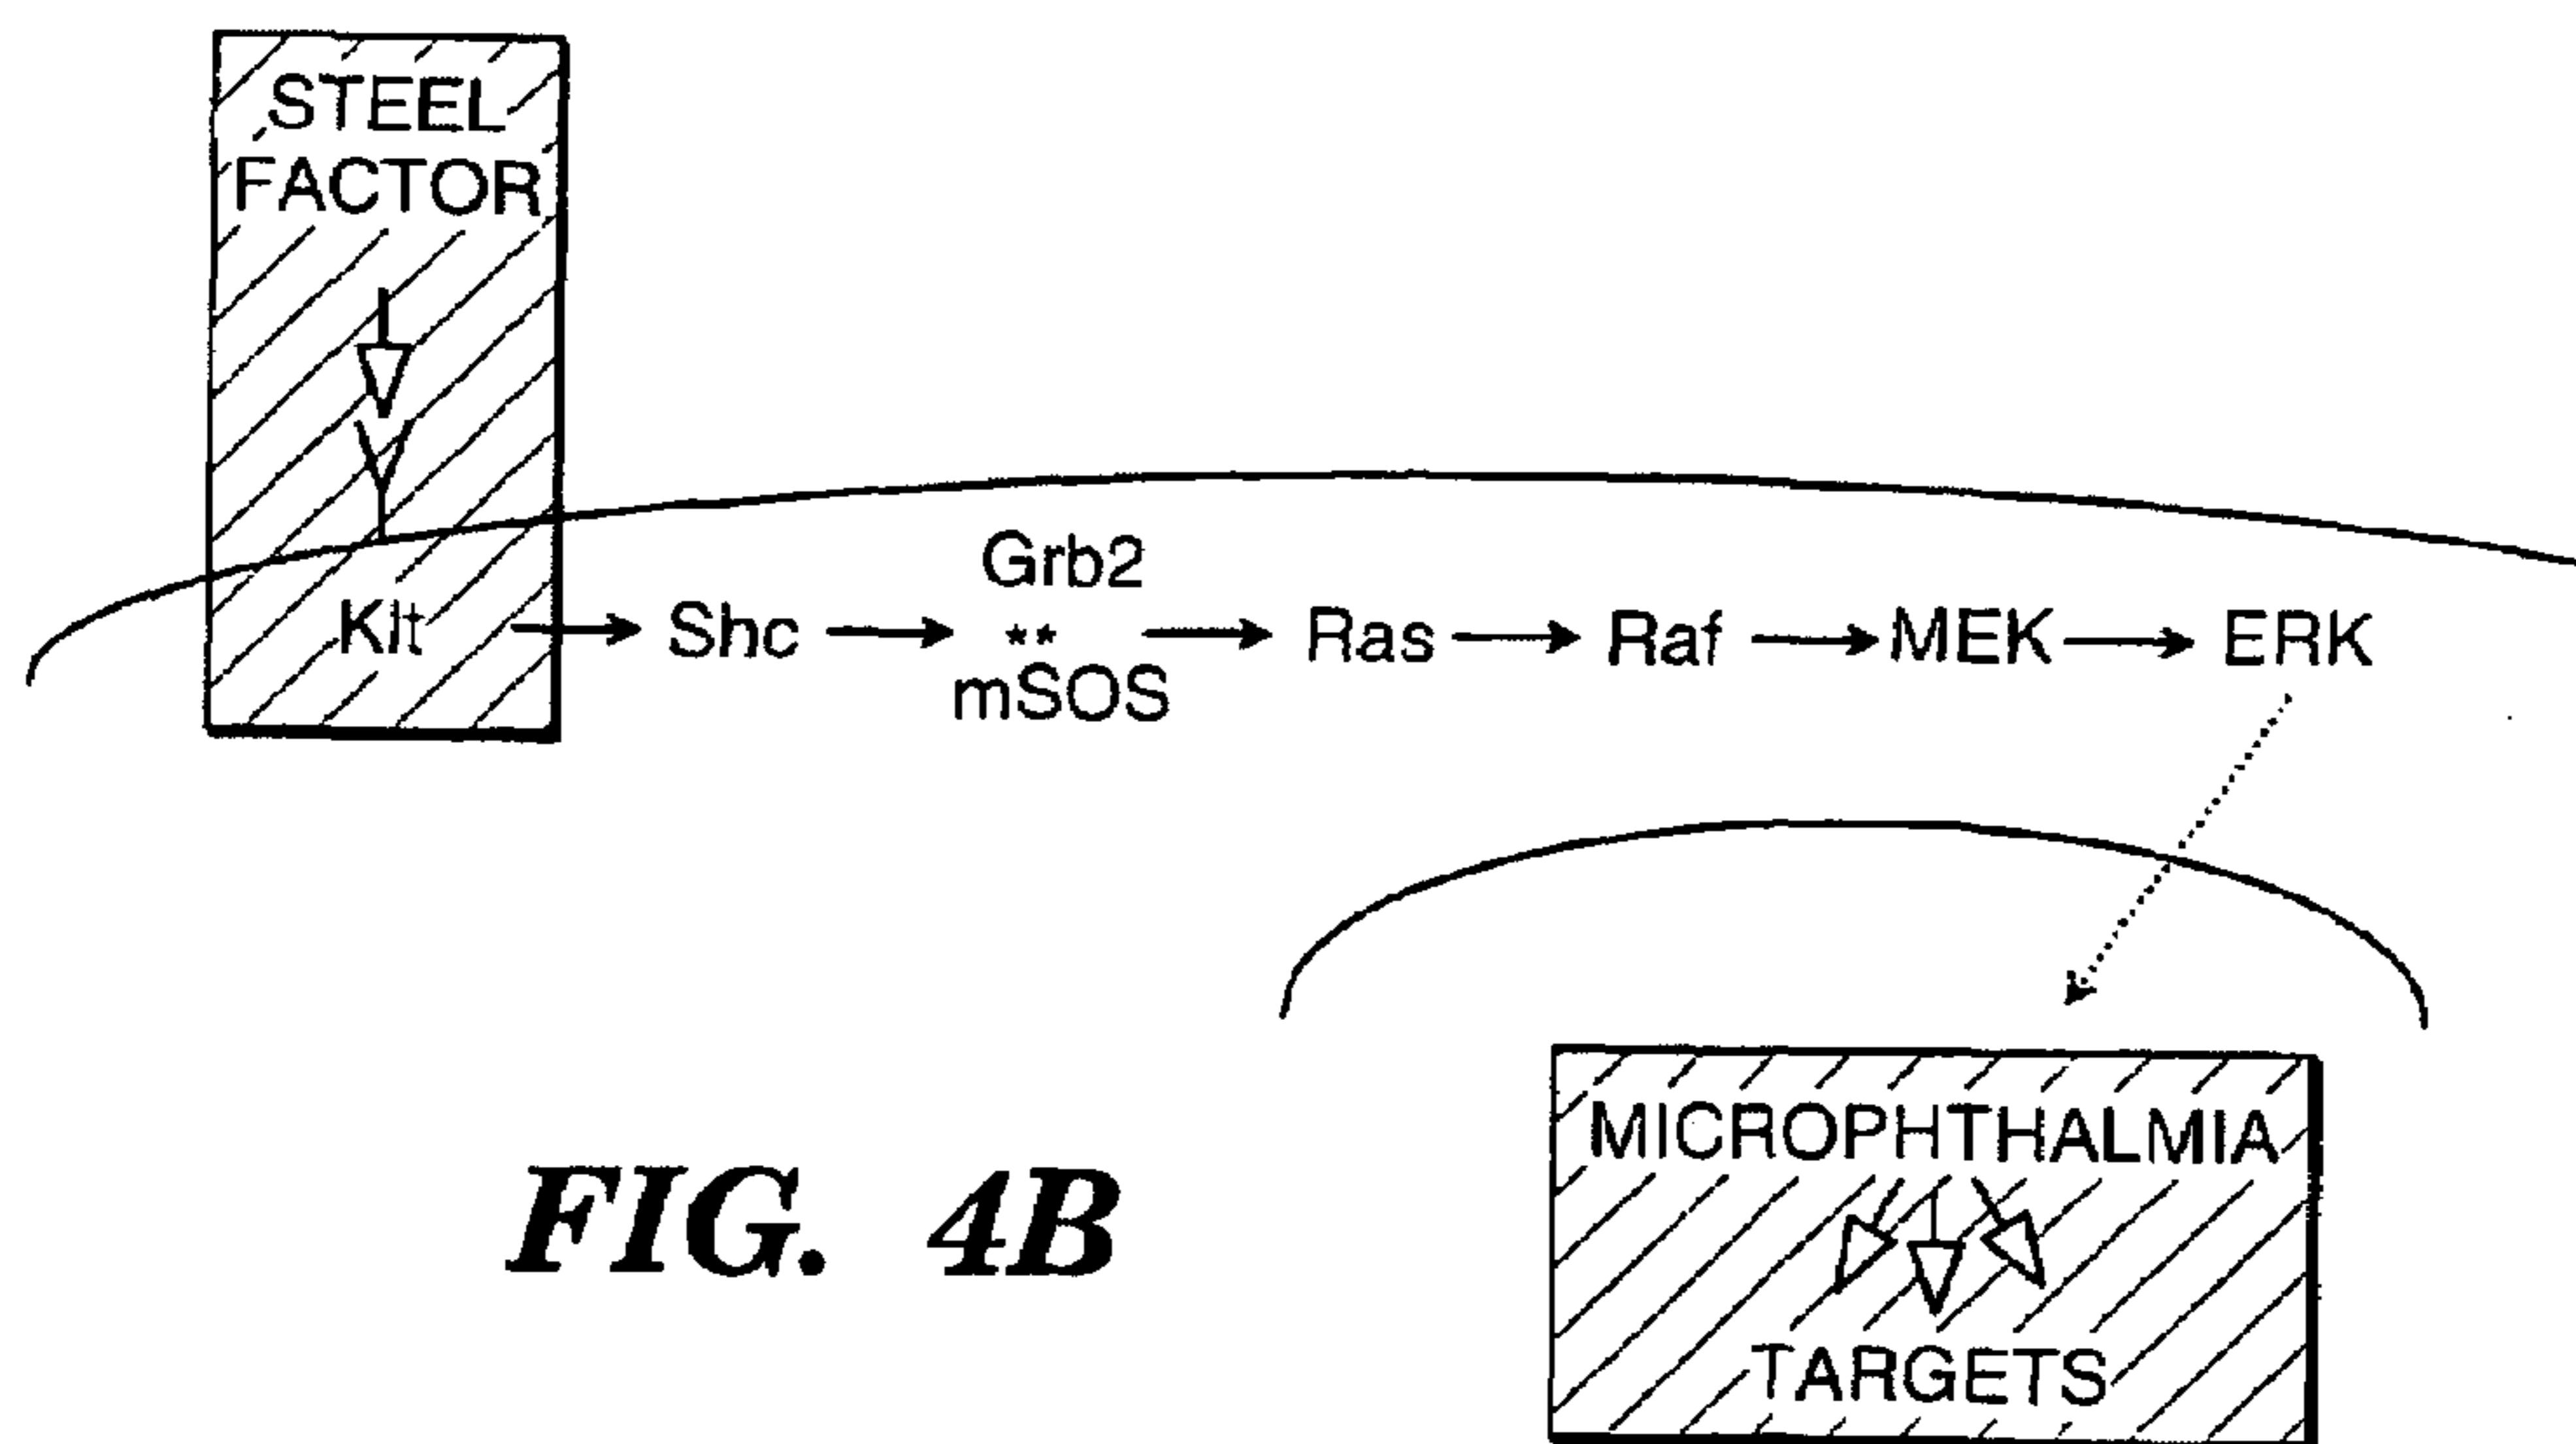 STEEL
FACTOR
Grb2
Kit → Shc → ** → Ras → Raf → MEK → ERK
mSOS
MICROPHTHALMIA
TARGETS
FIG. 4B